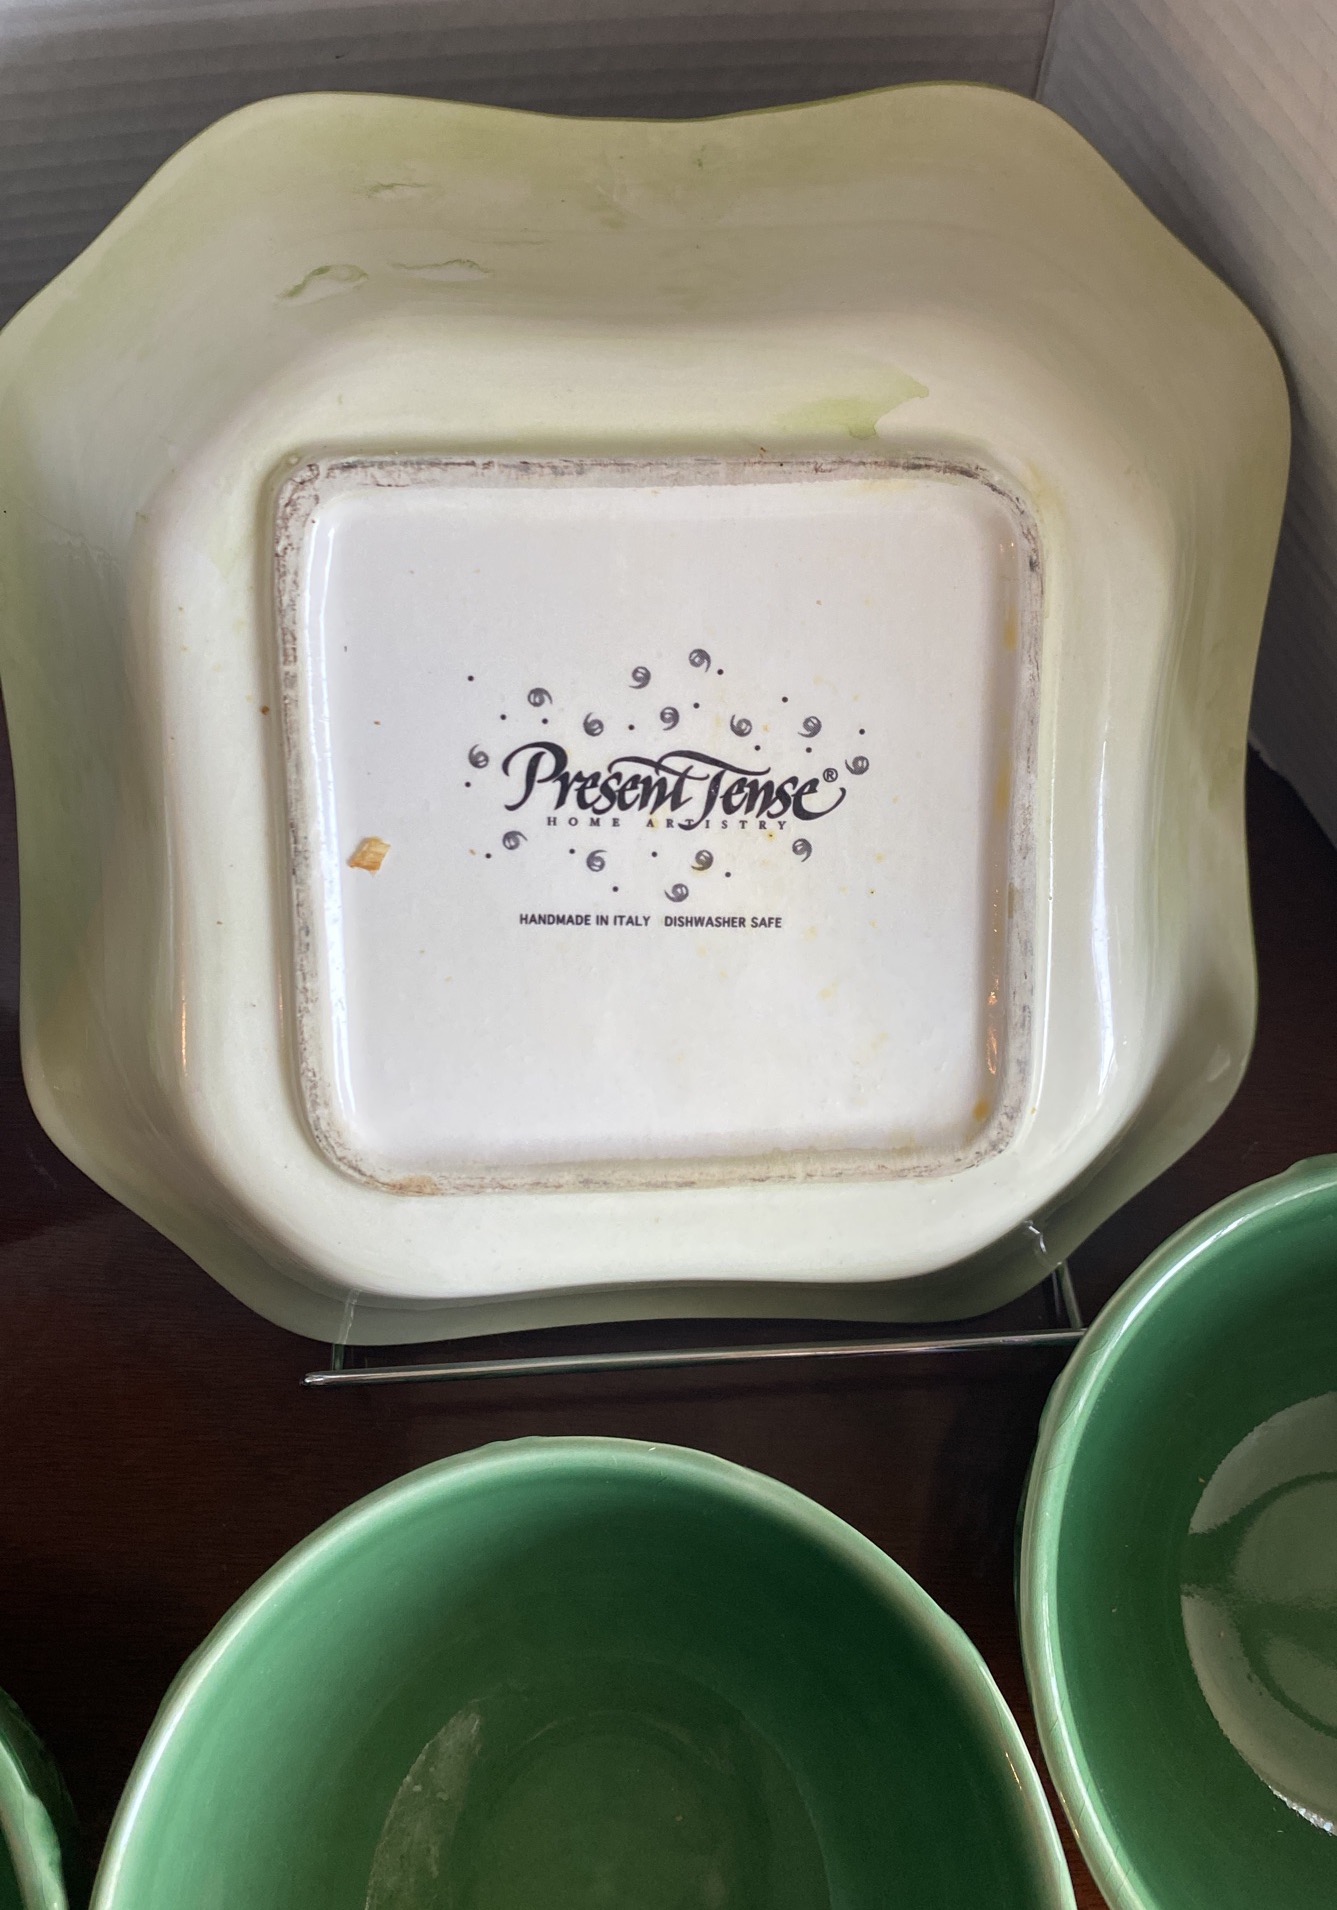 Present Tense®
HOME ARTISTRY
HANDMADE IN ITALY DISHWASHER SAFE